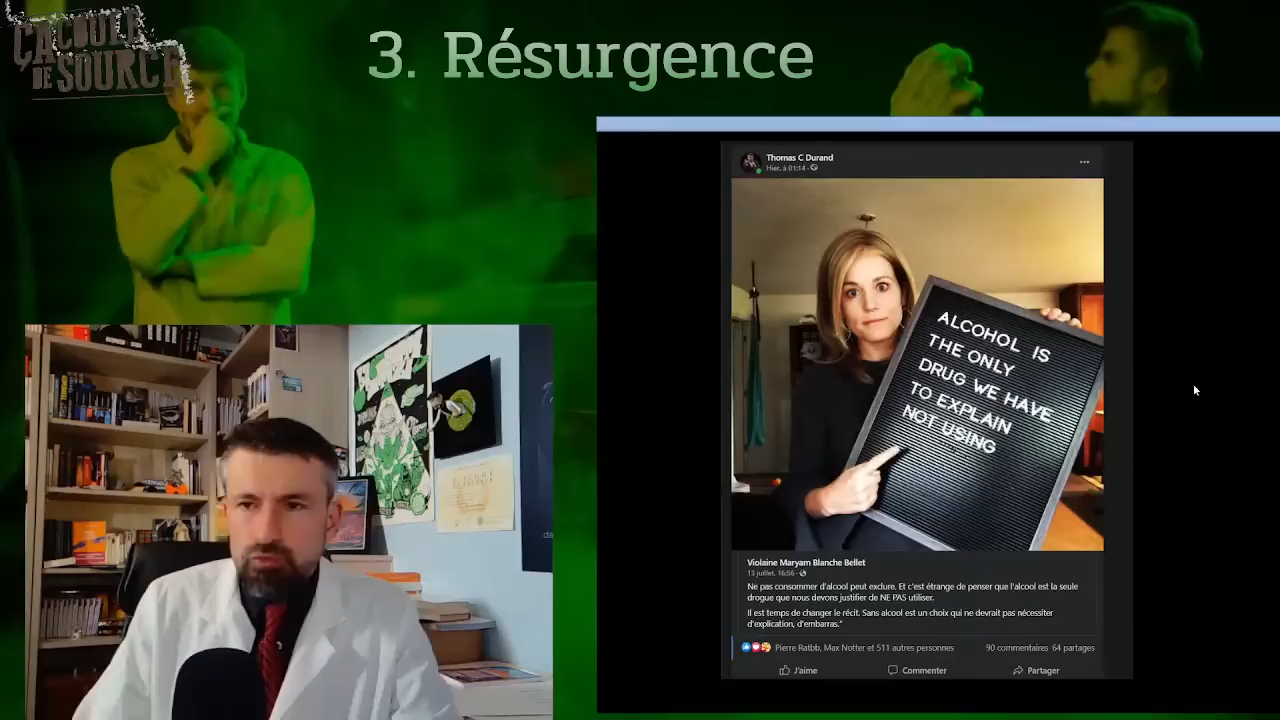 ÇA COULE
DE SOURCE
3. Résurgence
Thomas C Durand
Hier, à 01:14
ALCOHOL IS
THE ONLY
DRUG WE HAVE
TO EXPLAIN
NOT USING
Violaine Maryam Blanche Bellet
13 juillet, 16:56
Ne pas consommer d'alcool peut exclure. Et c'est étrange de penser que l'alcool est la seule
drogue que nous devons justifier de NE PAS utiliser.
Il est temps de changer le récit. Sans alcool est un choix qui ne devrait pas nécessiter
d'explication, d'embarras."
Pierre Ratbb, Max Notter et 511 autres personnes
90 commentaires 64 partages
J'aime
Commenter
Partager